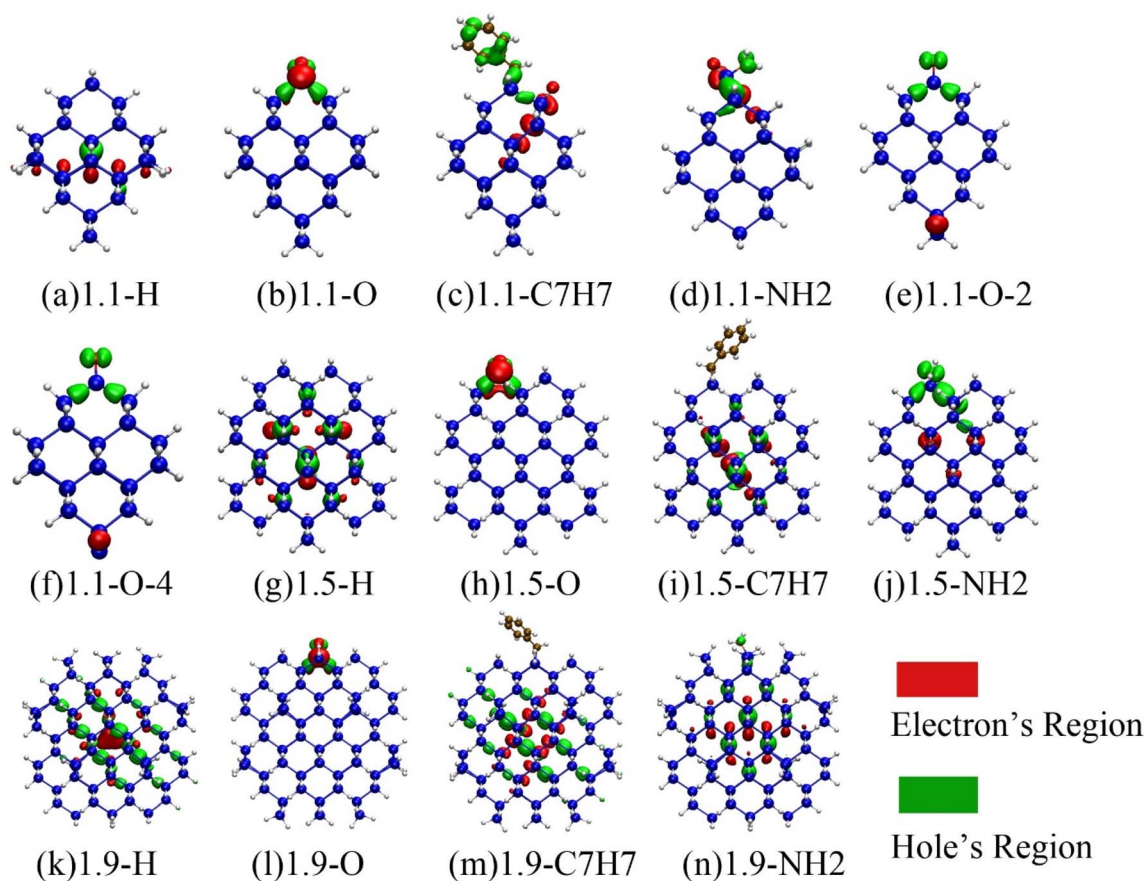 (a)1.1-H
(b)1.1-O
(c)1.1-C7H7
(d)1.1-NH2
(e)1.1-O-2
(f)1.1-O-4
(g)1.5-H
(h)1.5-O
(i)1.5-C7H7
(j)1.5-NH2
(k)1.9-H
(l)1.9-O
(m)1.9-C7H7
(n)1.9-NH2
Electron's Region
Hole's Region